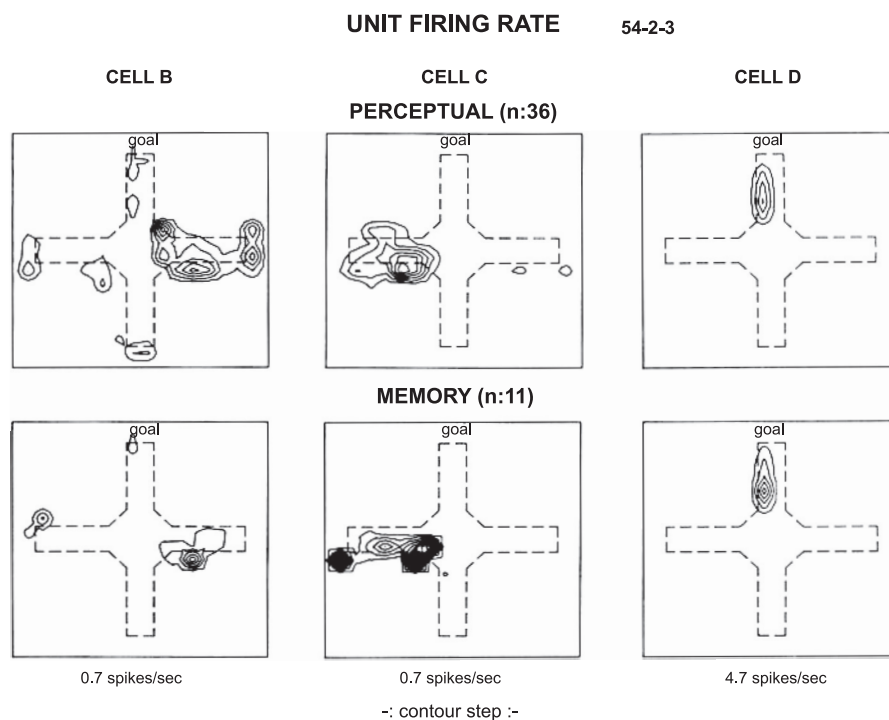 UNIT FIRING RATE 54-2-3
CELL B CELL C CELL D
PERCEPTUAL (n:36)
goal goal goal
MEMORY (n:11)
goal goal goal
0.7 spikes/sec 0.7 spikes/sec 4.7 spikes/sec
-: contour step :-